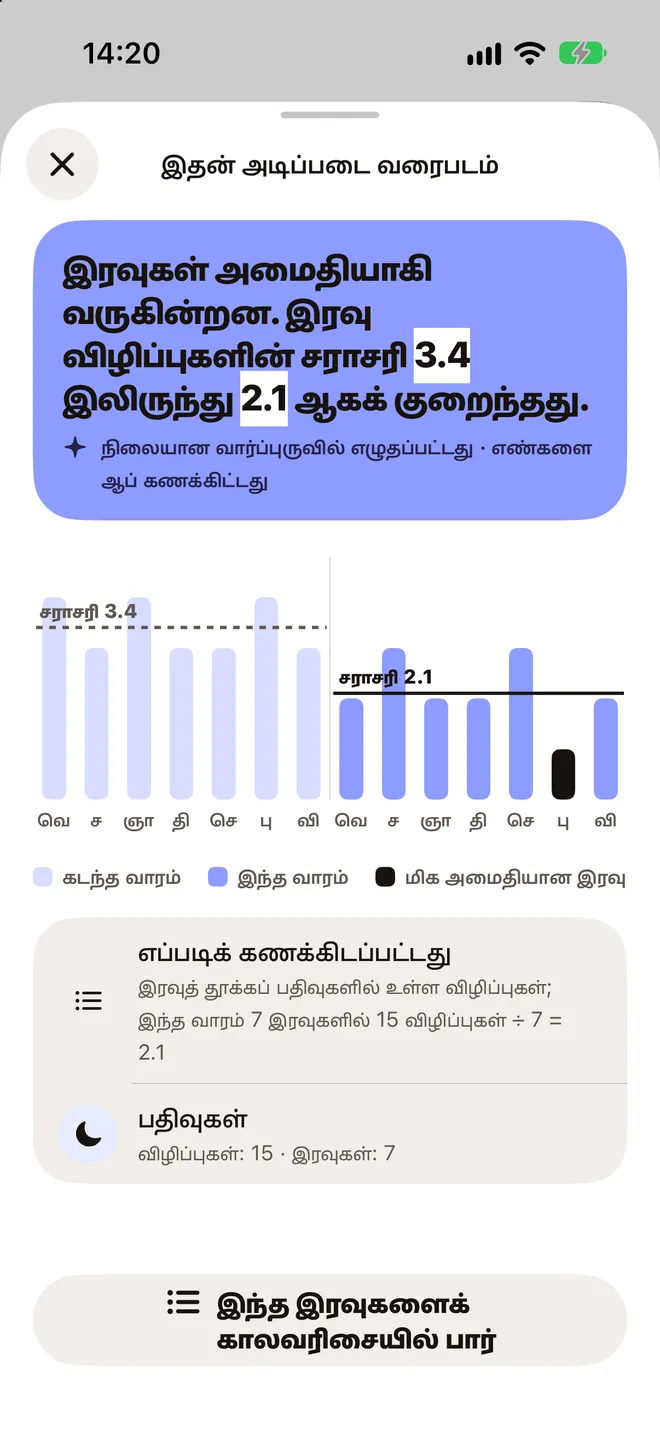 14:20
இதன் அடிப்படை வரைபடம்
இரவுகள் அமைதியாகி
வருகின்றன. இரவு
விழிப்புகளின் சராசரி 3.4
இலிருந்து 2.1 ஆகக் குறைந்தது.
நிலையான வார்ப்புருவில் எழுதப்பட்டது · எண்களை
ஆப் கணக்கிட்டது
சராசரி 3.4
சராசரி 2.1
வெ ச ஞா தி செ பு வி வெ ச ஞா தி செ பு வி
கடந்த வாரம் இந்த வாரம் மிக அமைதியான இரவு
எப்படிக் கணக்கிடப்பட்டது
இரவுத் தூக்கப் பதிவுகளில் உள்ள விழிப்புகள்;
இந்த வாரம் 7 இரவுகளில் 15 விழிப்புகள் ÷ 7 =
2.1
பதிவுகள்
விழிப்புகள்: 15 · இரவுகள்: 7
இந்த இரவுகளைக்
காலவரிசையில் பார்